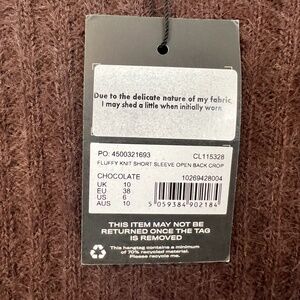 Due to the delicate nature of my fabric,
I may shed a little when initially worn.
PO: 4500321693 CL115328
FLUFFY KNIT SHORT SLEEVE OPEN BACK CROP
CHOCOLATE 10269428004
UK 10
EU 38
US 6
AUS 10
5 059384 902184
THIS ITEM MAY NOT BE
RETURNED ONCE THE TAG
IS REMOVED
This hangtag contains a minimum
of 70% recycled material.
Please recycle me.